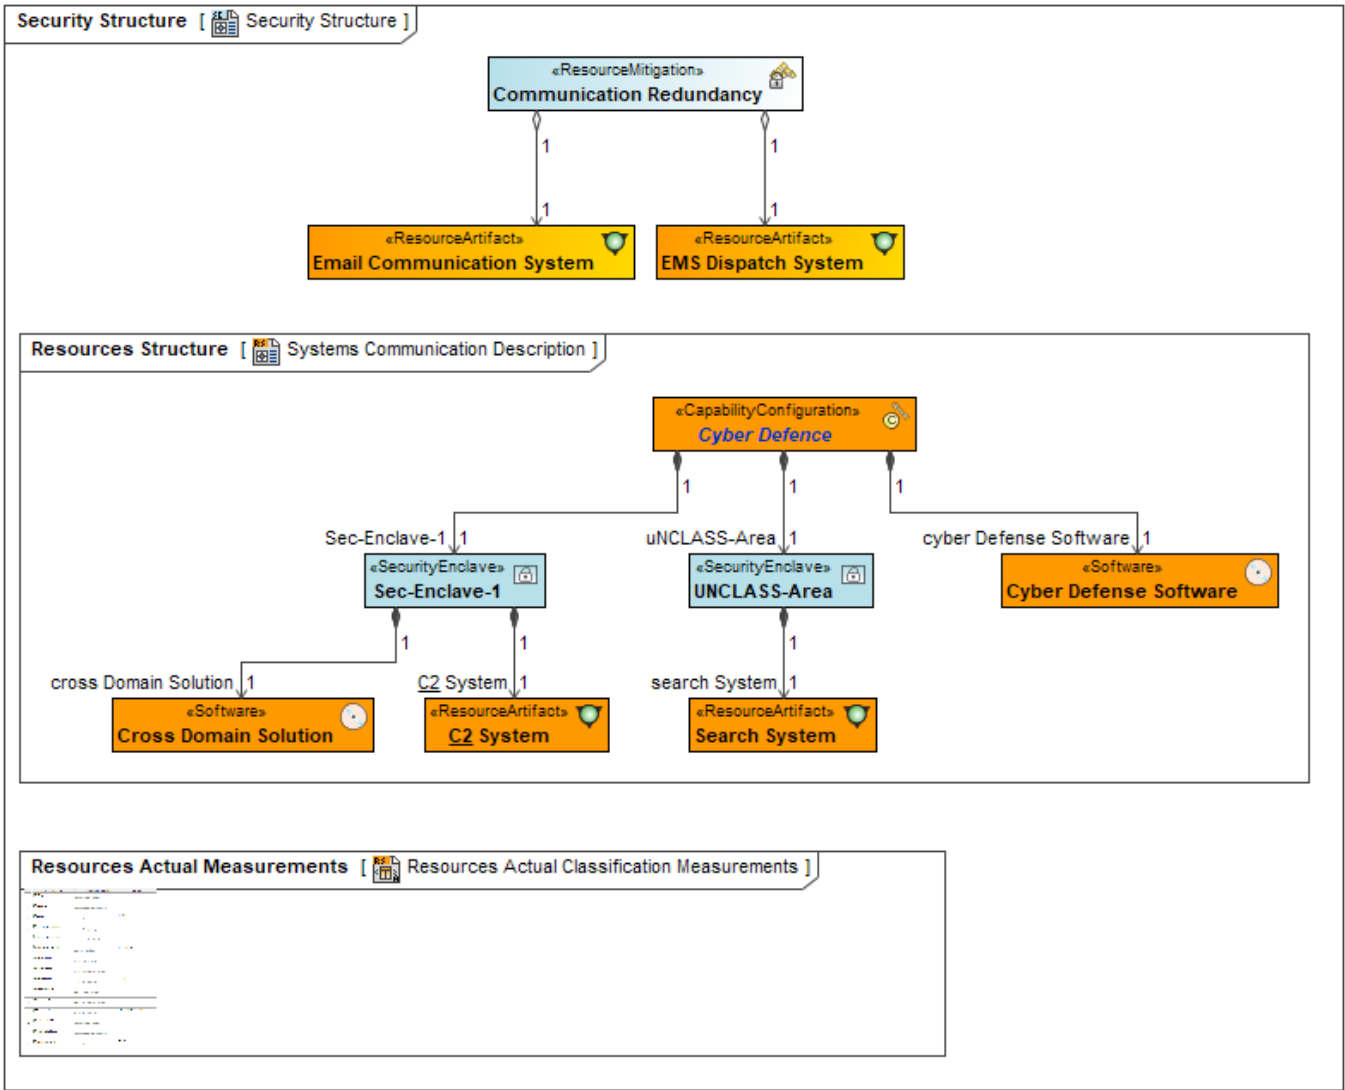 Security Structure [ Security Structure ]
«ResourceMitigation»
Communication Redundancy
1 1
1 1
«ResourceArtifact» «ResourceArtifact»
Email Communication System EMS Dispatch System
Resources Structure [ RS Systems Communication Description ]
«CapabilityConfiguration»
Cyber Defence
1 1 1
Sec-Enclave-1 1 uNCLASS-Area 1 cyber Defense Software 1
«SecurityEnclave» «SecurityEnclave» «Software»
Sec-Enclave-1 UNCLASS-Area Cyber Defense Software
1 1 1
cross Domain Solution 1 C2 System 1 search System 1
«Software» «ResourceArtifact» «ResourceArtifact»
Cross Domain Solution C2 System Search System
Resources Actual Measurements [ RS Resources Actual Classification Measurements ]